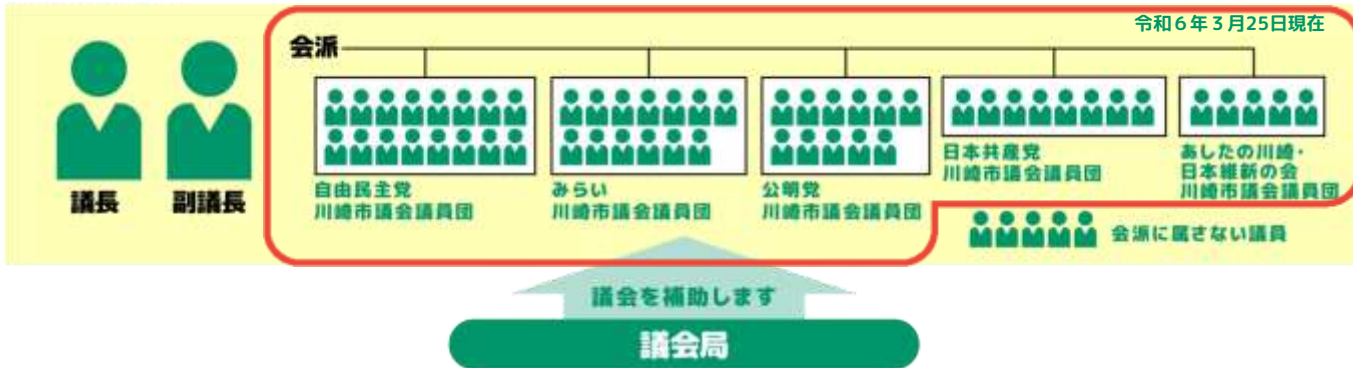 令和６年３月25日現在
会派
議長
副議長
自由民主党
川崎市議会議員団
みらい
川崎市議会議員団
公明党
川崎市議会議員団
日本共産党
川崎市議会議員団
あしたの川崎・
日本維新の会
川崎市議会議員団
会派に属さない議員
議会を補助します
議会局